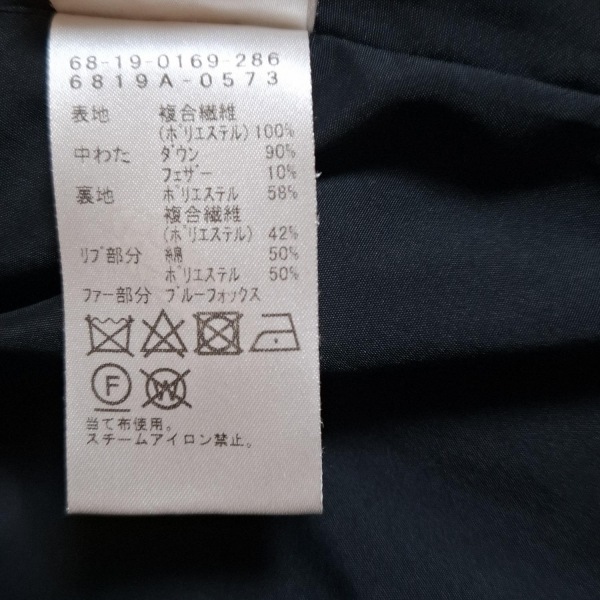 68-19-0169-286
6819A-0573
表地 複合繊維
(ポリエステル) 100%
中わた ダウン 90%
フェザー 10%
裏地 ポリエステル 58%
複合繊維
(ポリエステル) 42%
リブ部分 綿 50%
ポリエステル 50%
ファー部分 ブルーフォックス
F W
当て布使用。
スチームアイロン禁止。